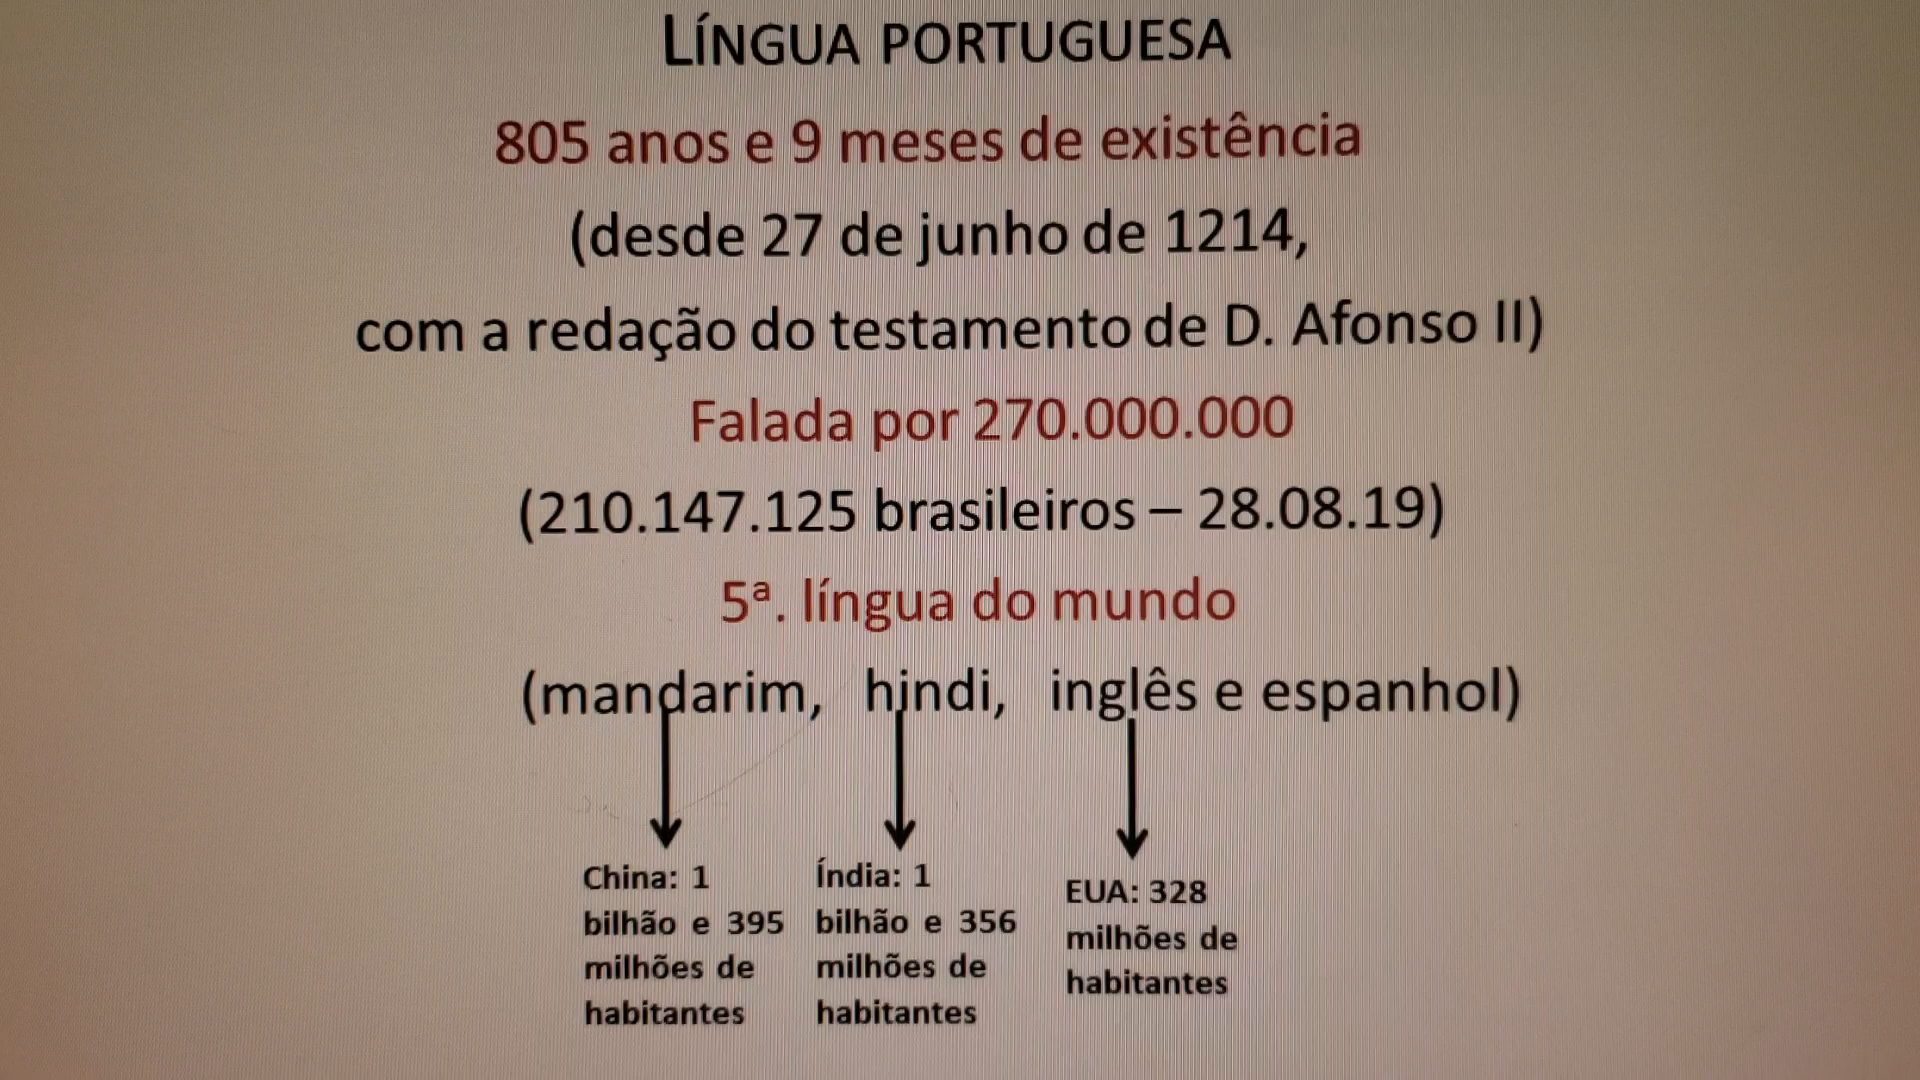 LÍNGUA PORTUGUESA
805 anos e 9 meses de existência
(desde 27 de junho de 1214,
com a redação do testamento de D. Afonso II)
Falada por 270.000.000
(210.147.125 brasileiros – 28.08.19)
5ª. língua do mundo
(mandarim, hindi, inglês e espanhol)
China: 1
bilhão e 395
milhões de
habitantes
Índia: 1
bilhão e 356
milhões de
habitantes
EUA: 328
milhões de
habitantes